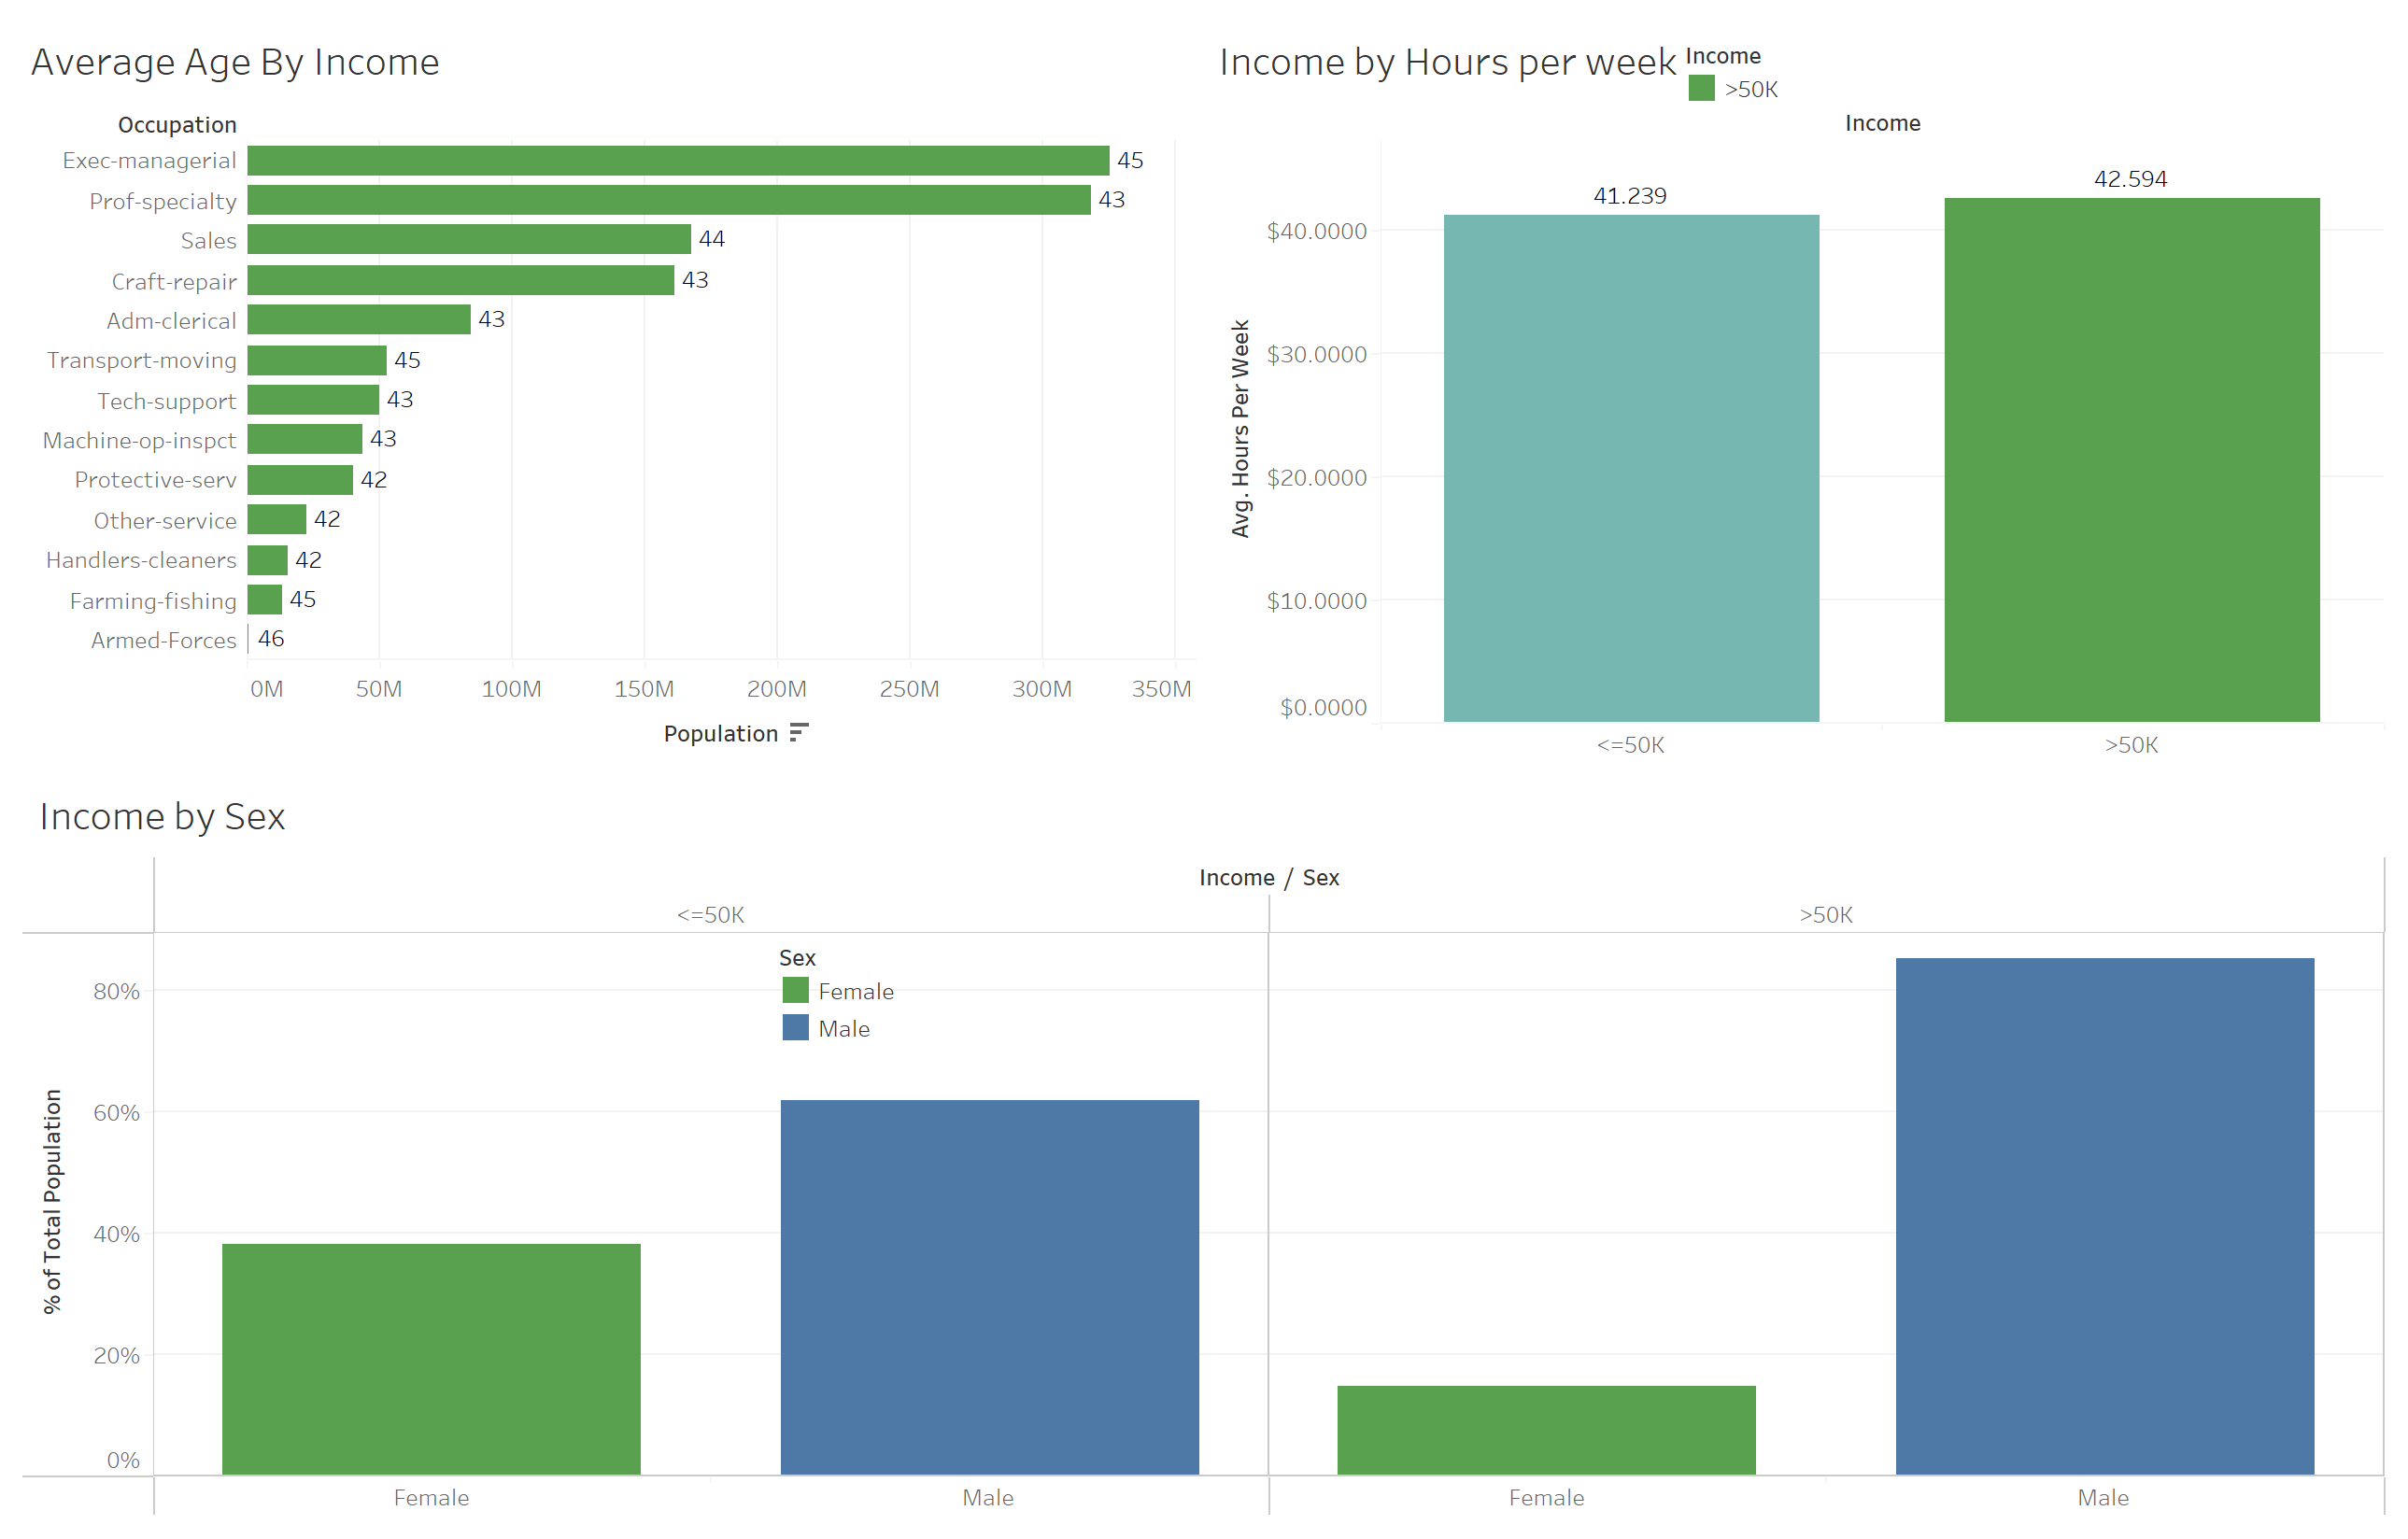 Average Age By Income
Occupation
Exec-managerial 45
Prof-specialty 43
Sales 44
Craft-repair 43
Adm-clerical 43
Transport-moving 45
Tech-support 43
Machine-op-inspct 43
Protective-serv 42
Other-service 42
Handlers-cleaners 42
Farming-fishing 45
Armed-Forces 46
0M 50M 100M 150M 200M 250M 300M 350M
Population
Income by Hours per week
Income
>50K
Income
41.239 42.594
$40.0000
$30.0000
$20.0000
$10.0000
$0.0000
Avg. Hours Per Week
<=50K >50K
Income by Sex
Income / Sex
<=50K >50K
Sex
Female
Male
80%
60%
40%
20%
0%
% of Total Population
Female Male Female Male